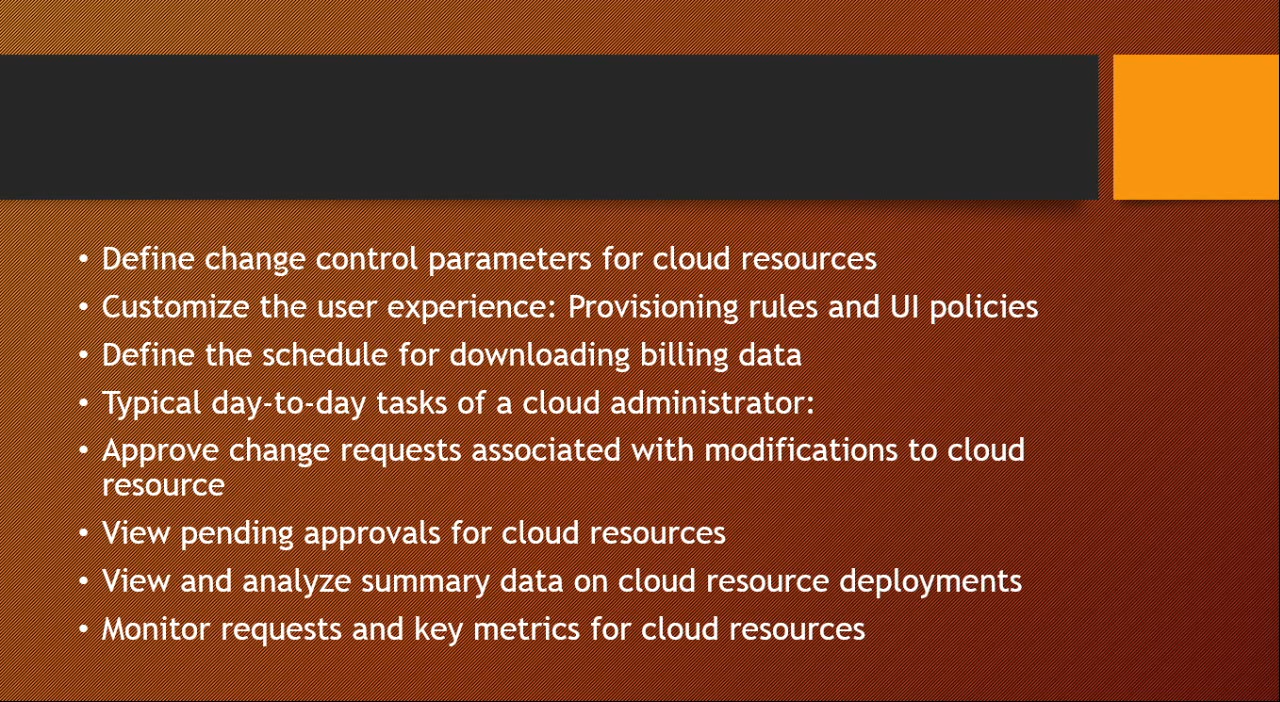 • Define change control parameters for cloud resources
• Customize the user experience: Provisioning rules and UI policies
• Define the schedule for downloading billing data
• Typical day-to-day tasks of a cloud administrator:
• Approve change requests associated with modifications to cloud
resource
• View pending approvals for cloud resources
• View and analyze summary data on cloud resource deployments
• Monitor requests and key metrics for cloud resources